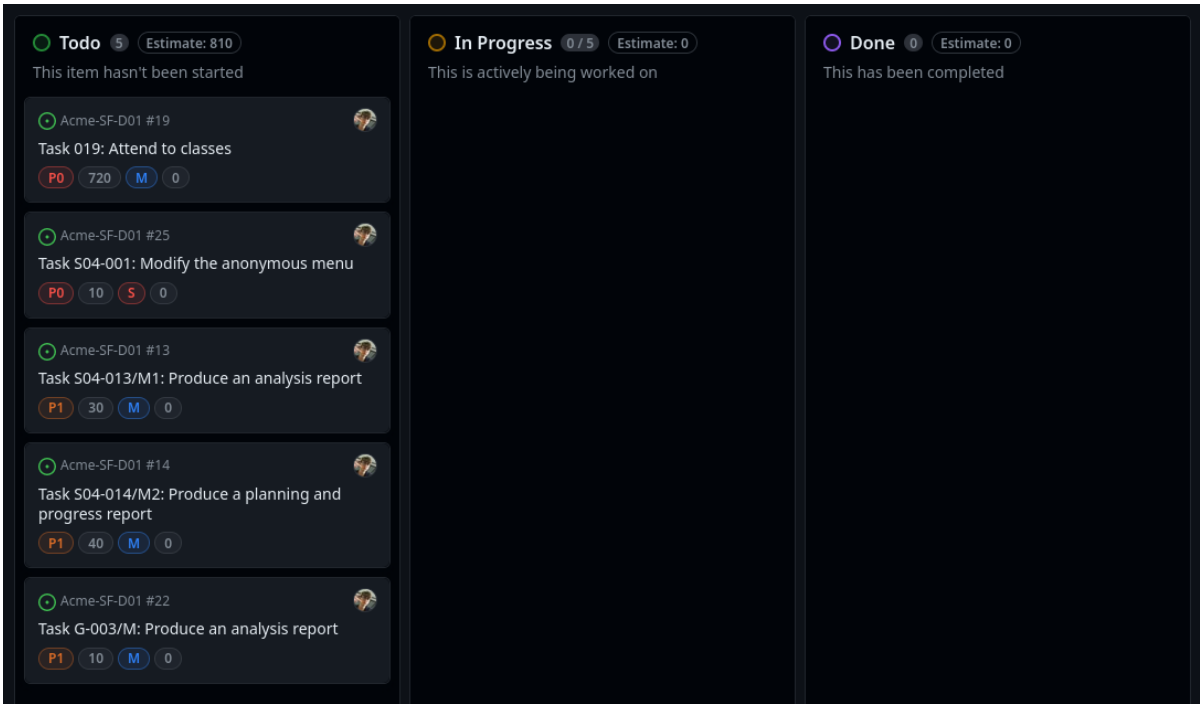 Todo 5 Estimate: 810
This item hasn't been started
Acme-SF-D01 #19
Task 019: Attend to classes
P0 720 M 0
Acme-SF-D01 #25
Task S04-001: Modify the anonymous menu
P0 10 S 0
Acme-SF-D01 #13
Task S04-013/M1: Produce an analysis report
P1 30 M 0
Acme-SF-D01 #14
Task S04-014/M2: Produce a planning and
progress report
P1 40 M 0
Acme-SF-D01 #22
Task G-003/M: Produce an analysis report
P1 10 M 0
In Progress 0 / 5 Estimate: 0
This is actively being worked on
Done 0 Estimate: 0
This has been completed